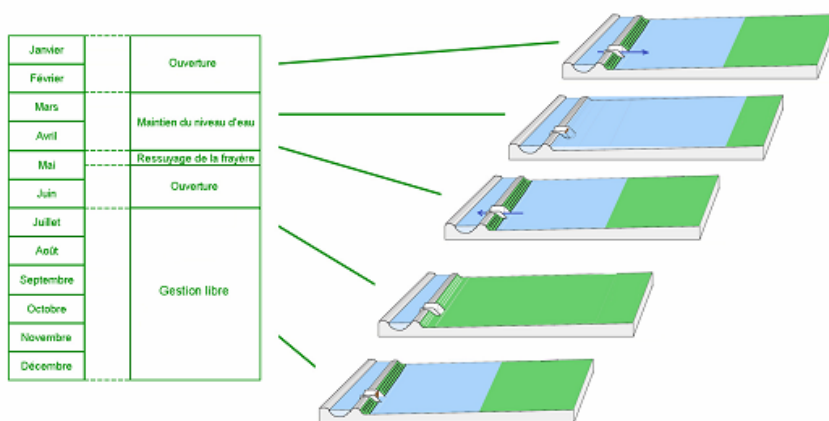 Janvier
Février
Mars
Avril
Mai
Juin
Juillet
Août
Septembre
Octobre
Novembre
Décembre
Ouverture
Maintien du niveau d'eau
Ressuyage de la frayère
Ouverture
Gestion libre